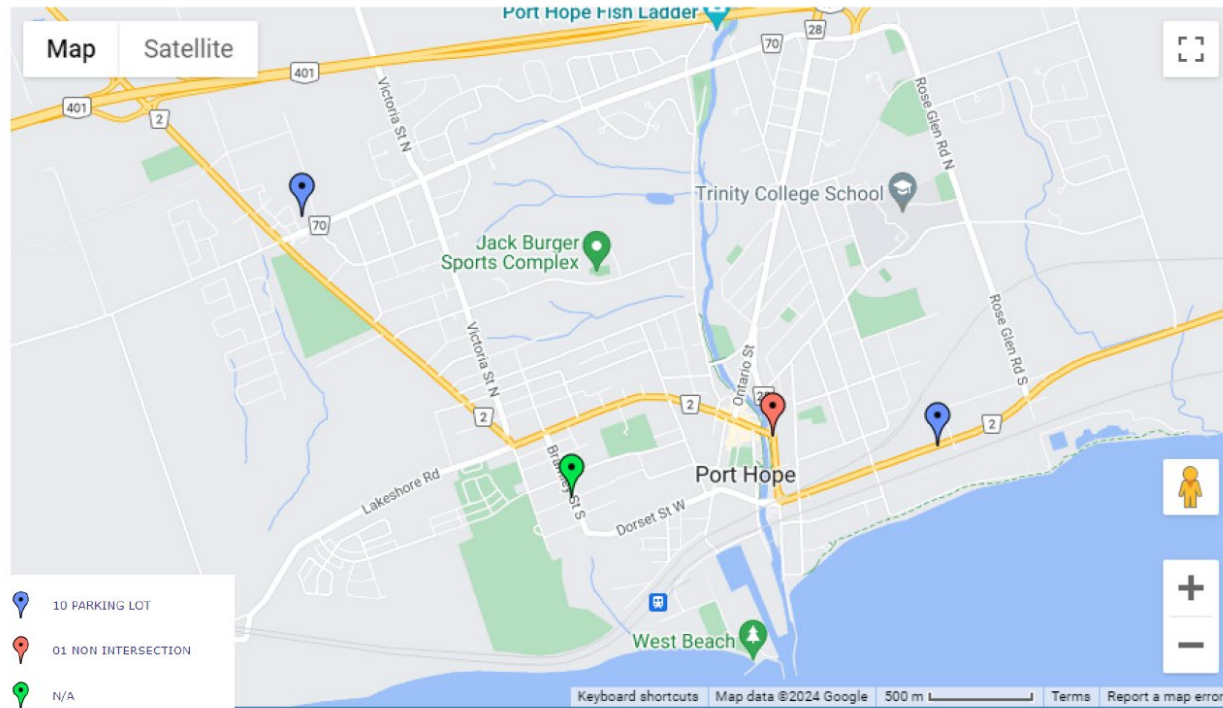 Port Hope Fish Ladder
Map
Satellite
28
70
401
401
2
Victoria St N
Rose Glen Rd N
Trinity College School
70
Jack Burger
Sports Complex
Victoria St N
Rose Glen Rd S
Ontario St
28
2
2
2
Port Hope
Bramley St S
Lakeshore Rd
Dorset St W
10 PARKING LOT
01 NON INTERSECTION
N/A
West Beach
Keyboard shortcuts
Map data ©2024 Google
500 m
Terms
Report a map error